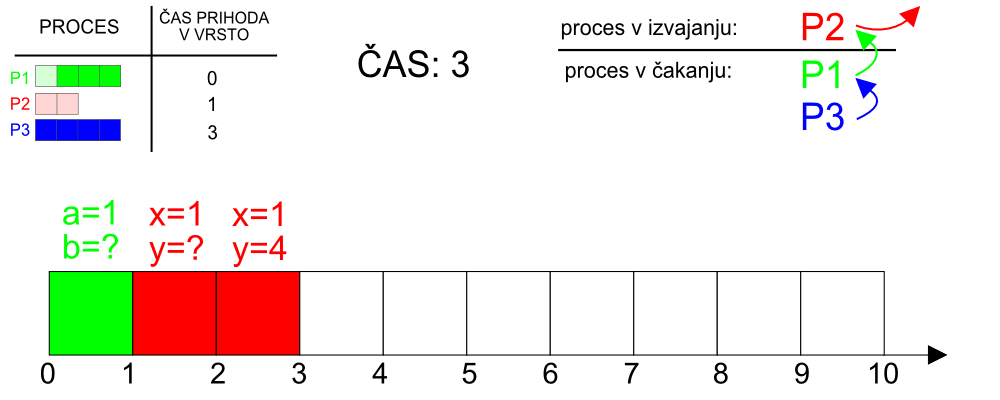 PROCES
ČAS PRIHODA
V VRSTO
P1 0
P2 1
P3 3
ČAS: 3
proces v izvajanju: P2
proces v čakanju: P1
P3
a=1 x=1 x=1
b=? y=? y=4
0 1 2 3 4 5 6 7 8 9 10